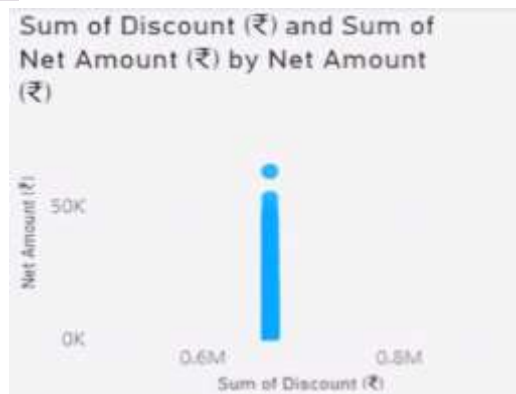 Sum of Discount (₹) and Sum of
Net Amount (₹) by Net Amount
(₹)
Net Amount (₹)
50K
0K
0.6M
0.8M
Sum of Discount (₹)